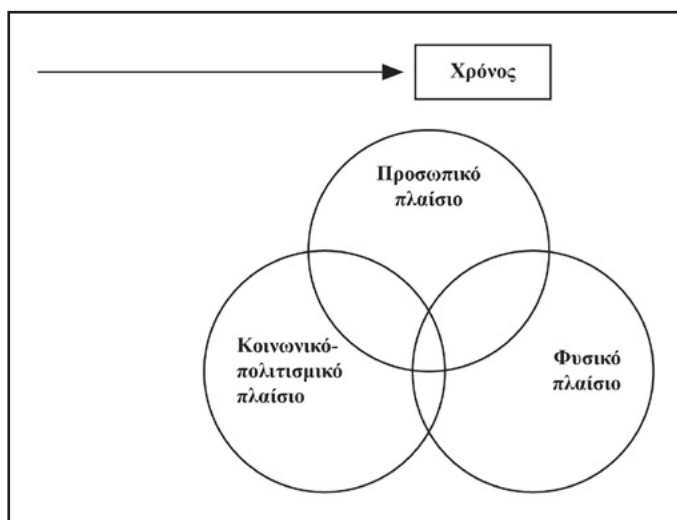 Χρόνος
Προσωπικό
πλαίσιο
Κοινωνικό-
πολιτισμικό
πλαίσιο
Φυσικό
πλαίσιο